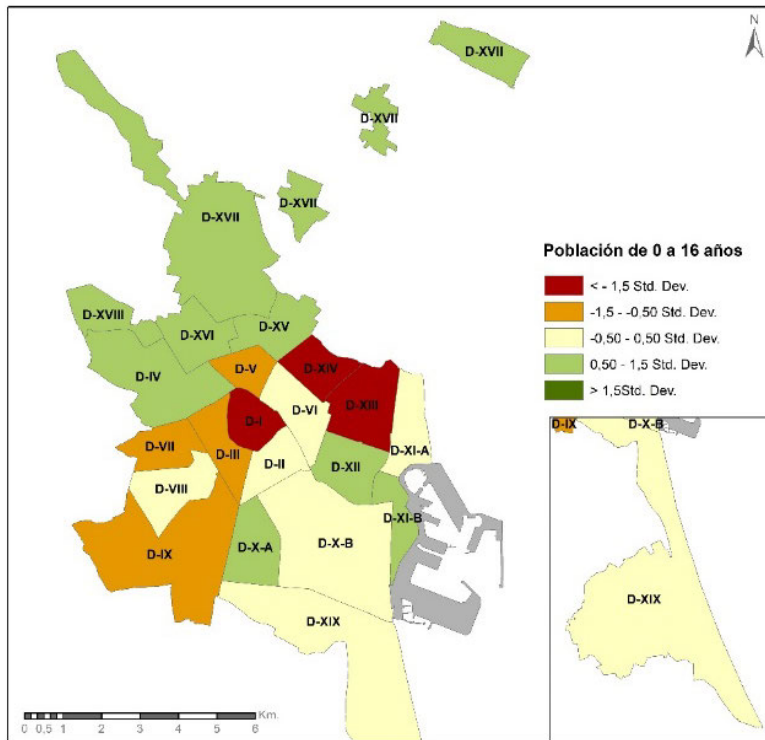 N
D-XVII
D-XVII
D-XVII
D-XVII
D-XVIII
D-XVI
D-XV
D-IV
D-V
D-XIV
D-XIII
D-VI
D-I
D-VII
D-III
D-II
D-XII
D-XI-A
D-VIII
D-XI-B
D-IX
D-X-A
D-X-B
D-XIX
Población de 0 a 16 años
< - 1,5 Std. Dev.
-1,5 - -0,50 Std. Dev.
-0,50 - 0,50 Std. Dev.
0,50 - 1,5 Std. Dev.
> 1,5Std. Dev.
D-IX
D-X-B
D-XIX
Km.
0 0,5 1 2 3 4 5 6